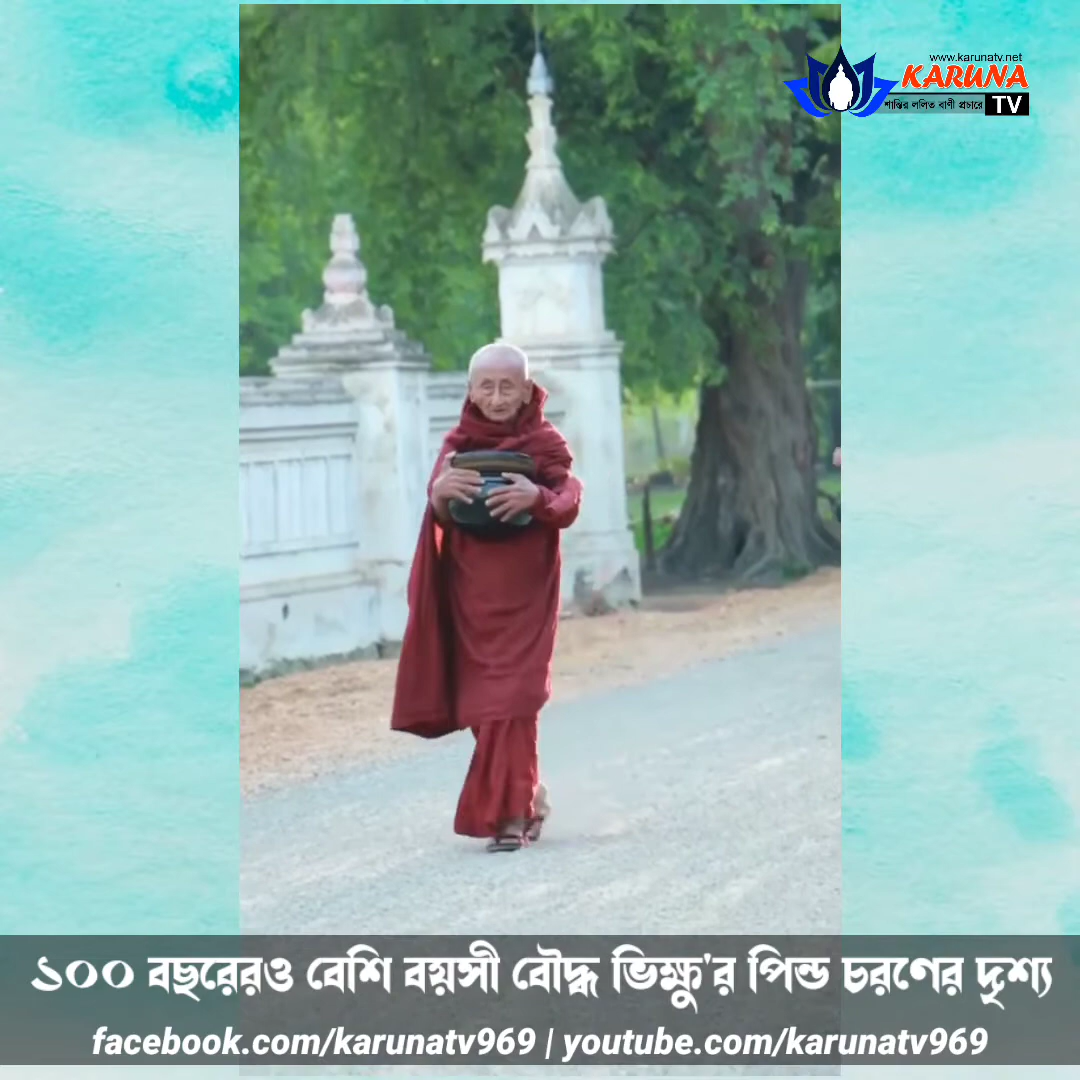 www.karunatv.net
KARUNA
শান্তির ললিত বাণী প্রচারে TV
১০০ বছরেরও বেশি বয়সী বৌদ্ধ ভিক্ষু'র পিন্ড চরণের দৃশ্য
facebook.com/karunatv969 | youtube.com/karunatv969